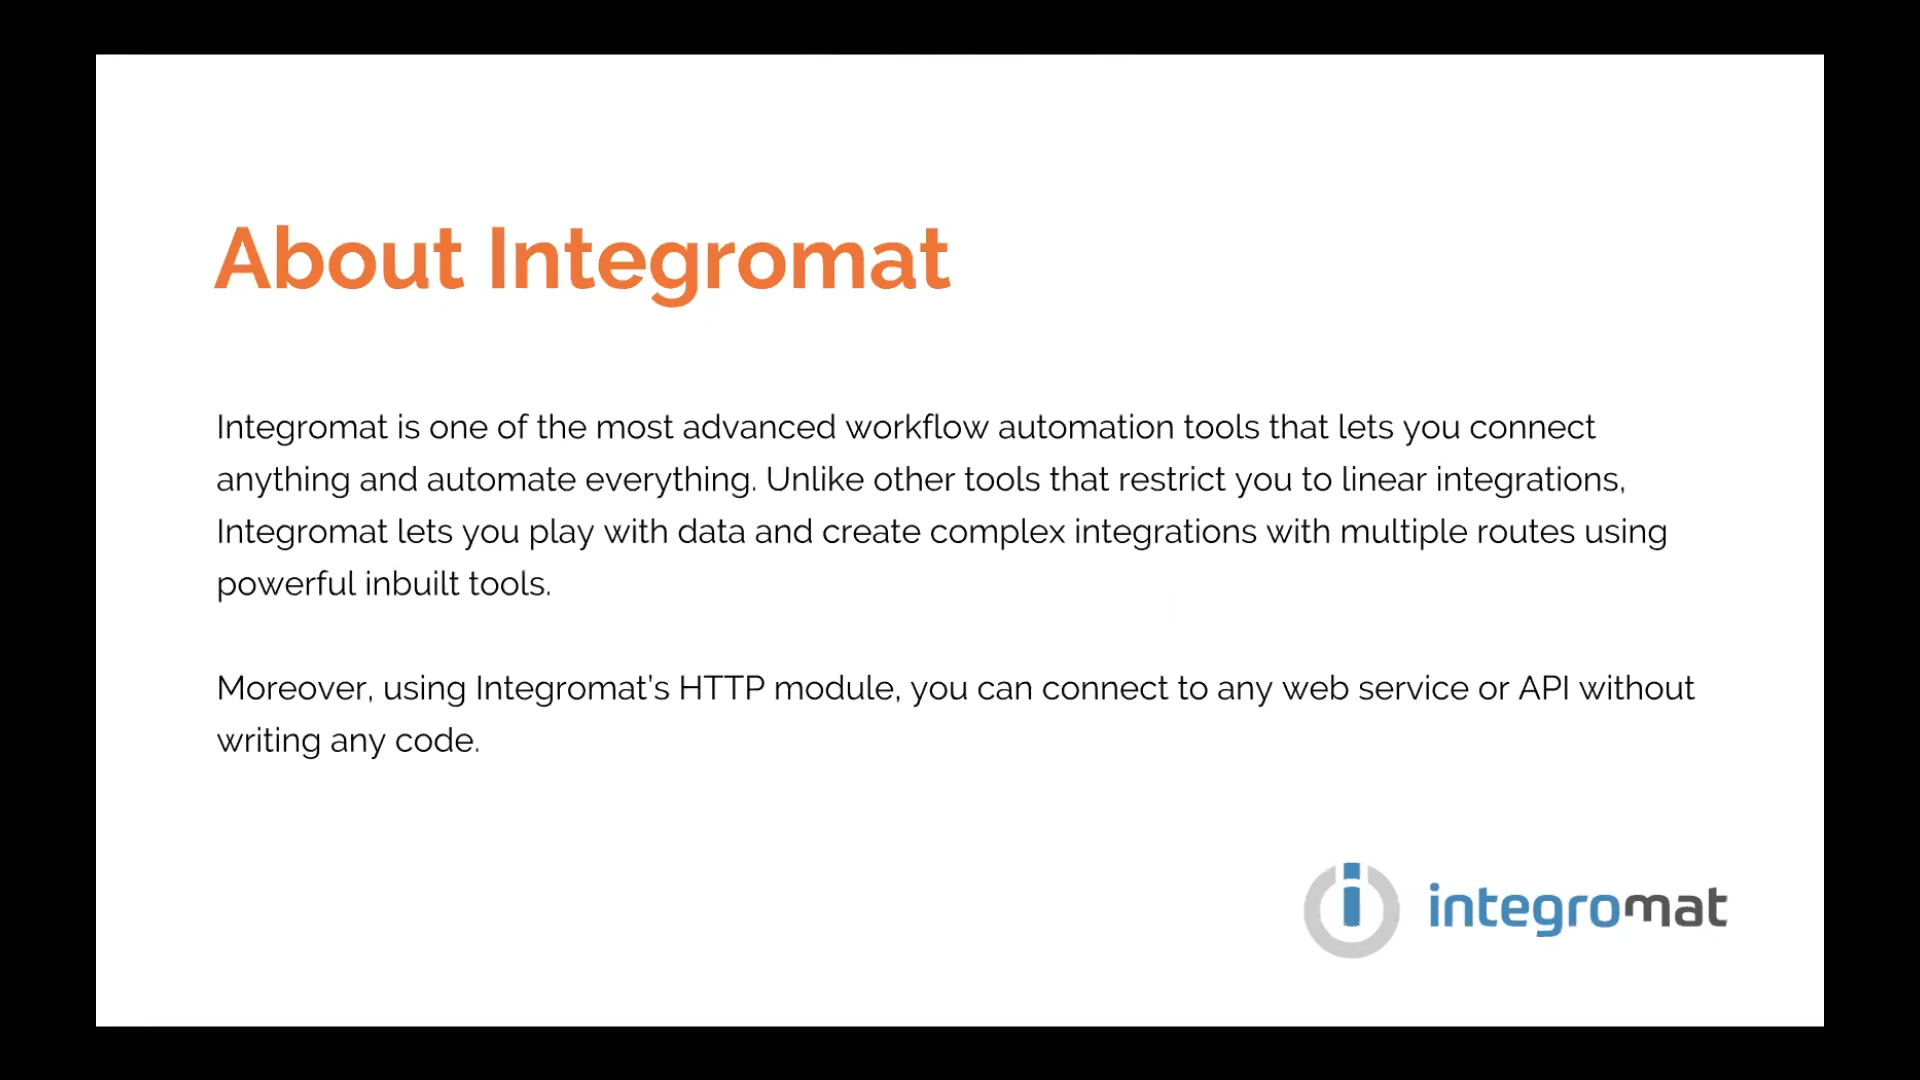 About Integromat
Integromat is one of the most advanced workflow automation tools that lets you connect
anything and automate everything. Unlike other tools that restrict you to linear integrations,
Integromat lets you play with data and create complex integrations with multiple routes using
powerful inbuilt tools.
Moreover, using Integromat's HTTP module, you can connect to any web service or API without
writing any code.
integromat